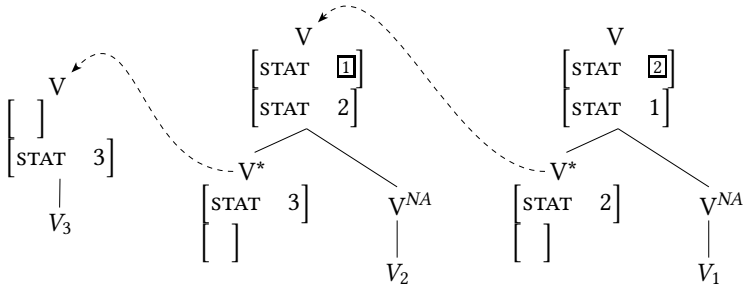 V V
[STAT 1] [STAT 2]
V
[ ] [STAT 2] [STAT 1]
[STAT 3] V* V*
[STAT 3] V^NA [STAT 2] V^NA
V3
[ ] [ ]
V2 V1